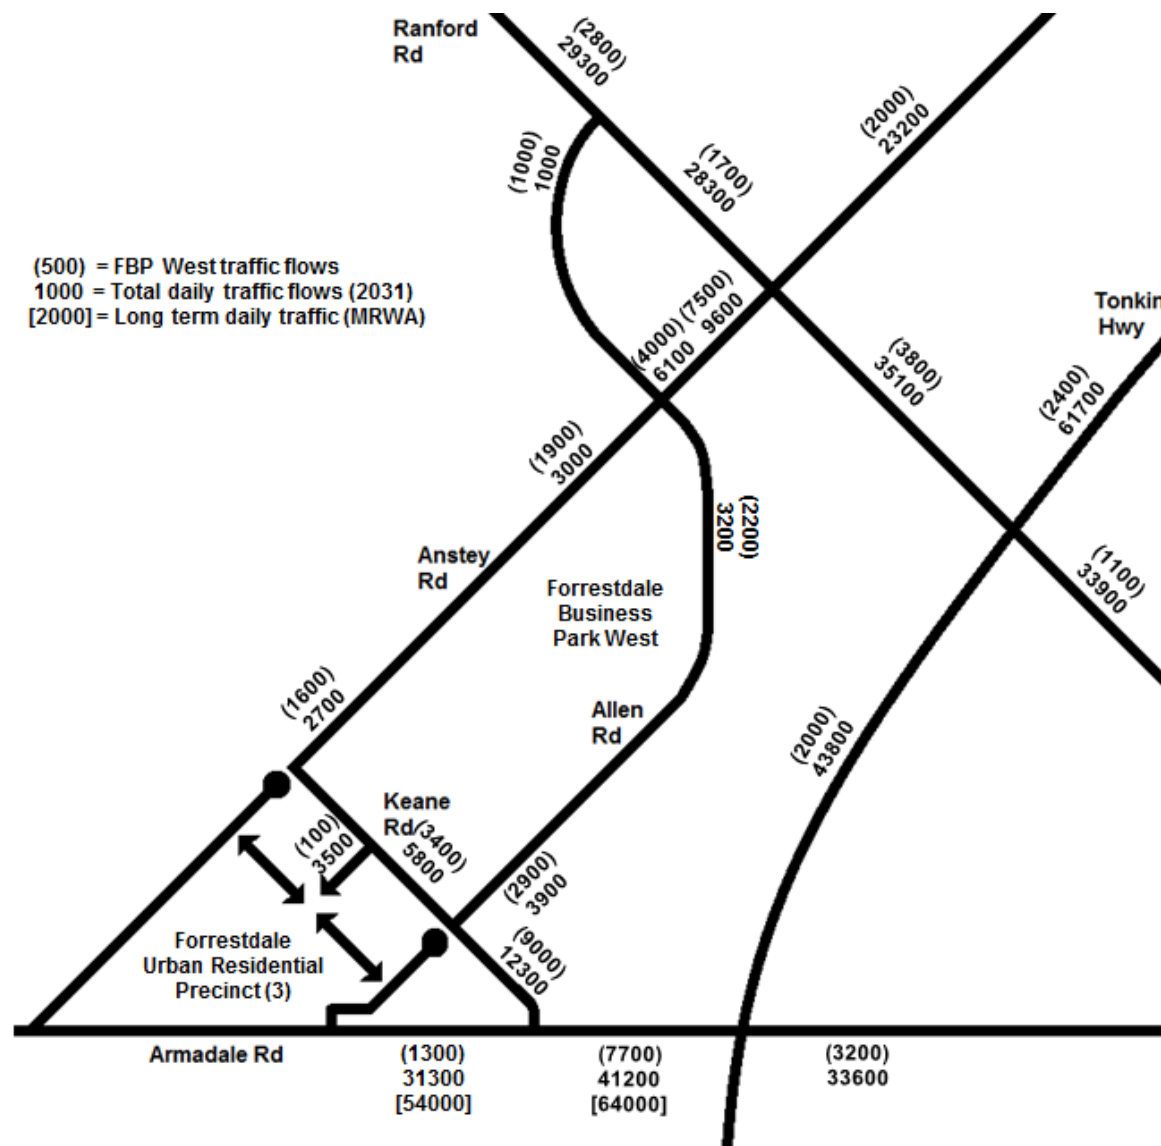 Ranford
Rd
(2800)
29300
(2000)
23200
(1000)
1000
(1700)
28300
(500) = FBP West traffic flows
1000 = Total daily traffic flows (2031)
[2000] = Long term daily traffic (MRWA)
Tonkin
Hwy
(4000) (7500)
6100 9600
(3800)
35100
(2400)
61700
(1900)
3000
(2200)
3200
Anstey
Rd
Forrestdale
Business
Park West
(1100)
33900
(1600)
2700
Allen
Rd
(2000)
43800
Keane
Rd
(100)
3500
(3400)
5800
(2900)
3900
(9000)
12300
Forrestdale
Urban Residential
Precinct (3)
Armadale Rd
(1300)
31300
[54000]
(7700)
41200
[64000]
(3200)
33600